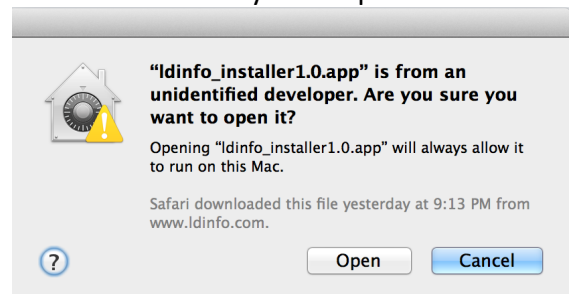 “ldinfo_installer1.0.app” is from an
unidentified developer. Are you sure you
want to open it?
Opening “ldinfo_installer1.0.app” will always allow it
to run on this Mac.
Safari downloaded this file yesterday at 9:13 PM from
www.ldinfo.com.
?
Open
Cancel